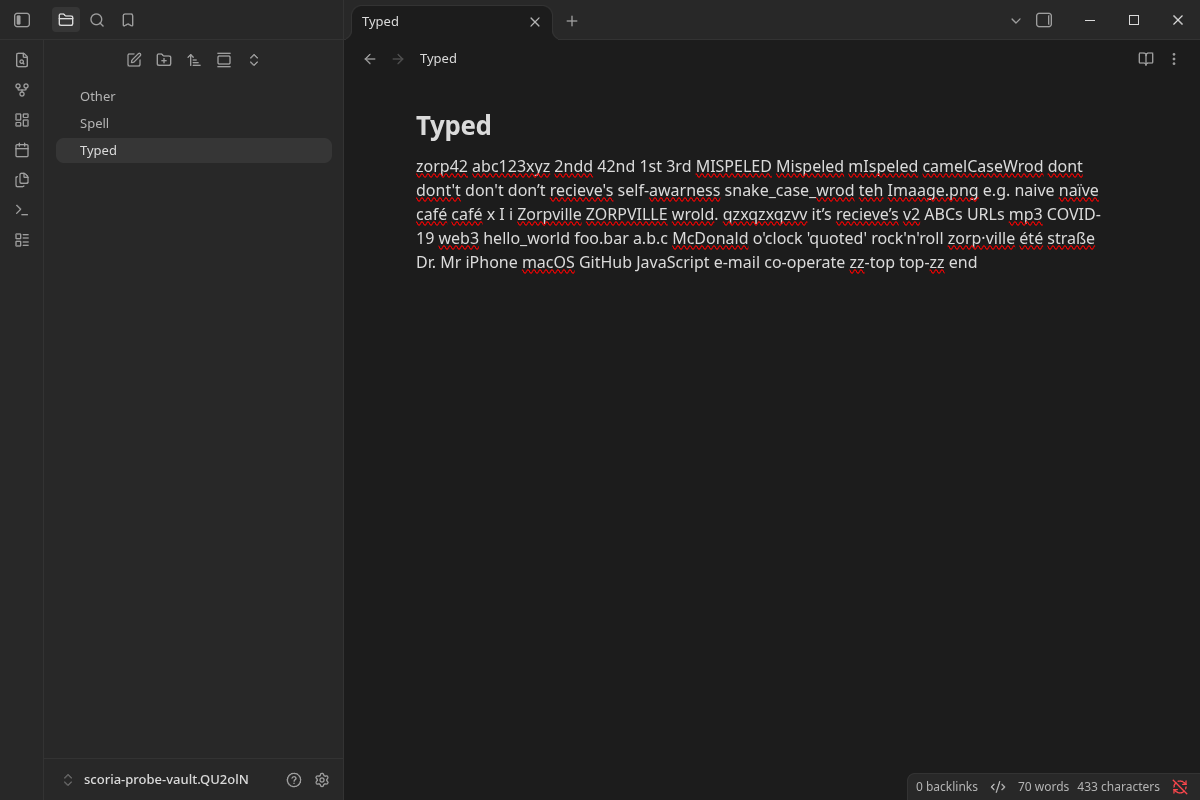 Typed
Typed
Other
Spell
Typed
Typed
zorp42 abc123xyz 2ndd 42nd 1st 3rd MISPELED Mispeled mIspeled camelCaseWrod dont
dont't don't don’t recieve's self-awarness snake_case_wrod teh Imaage.png e.g. naive naïve
café café x I i Zorpville ZORPVILLE wrold. qzxqzxqzvv it’s recieve’s v2 ABCs URLs mp3 COVID-
19 web3 hello_world foo.bar a.b.c McDonald o'clock 'quoted' rock'n'roll zorp·ville été straße
Dr. Mr iPhone macOS GitHub JavaScript e-mail co-operate zz-top top-zz end
scoria-probe-vault.QU2olN
0 backlinks 70 words 433 characters